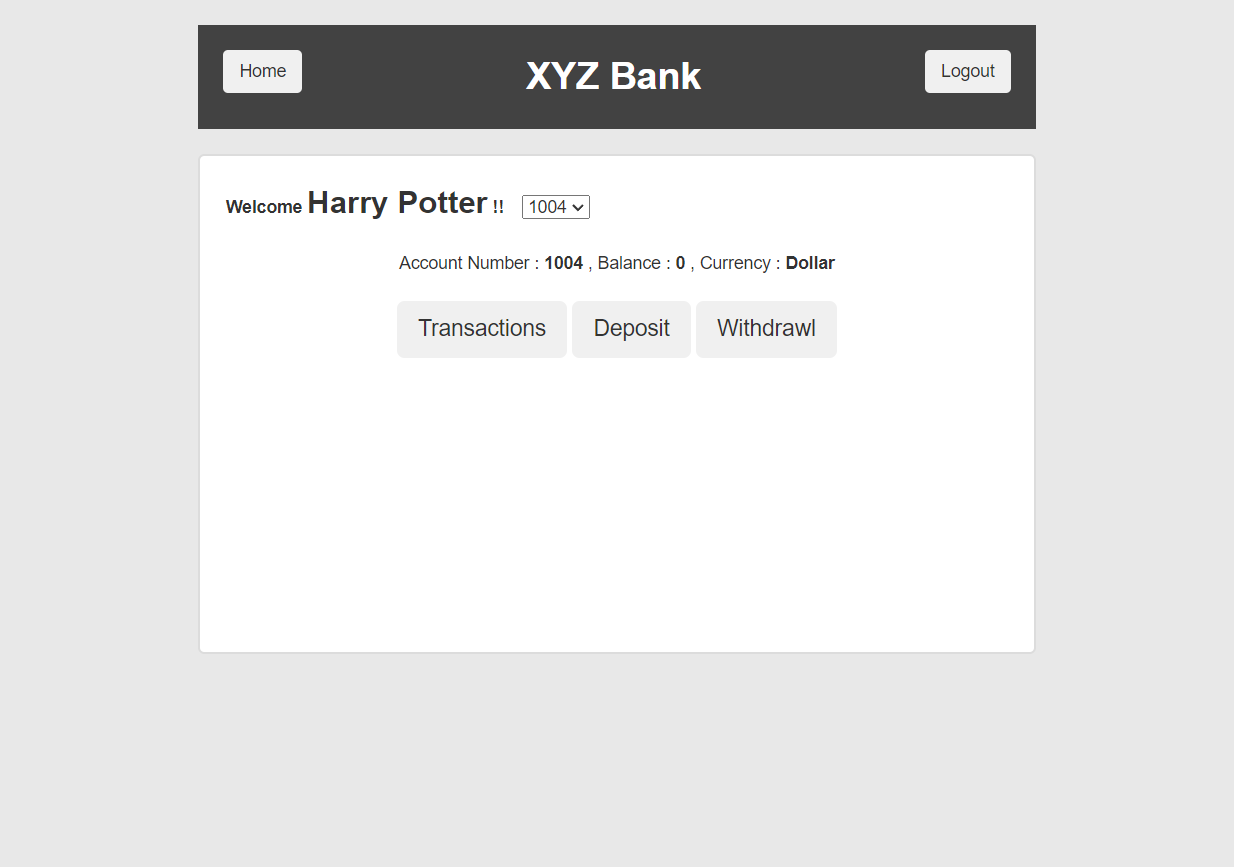 Home XYZ Bank Logout
Welcome Harry Potter !! 1004
Account Number : 1004 , Balance : 0 , Currency : Dollar
Transactions Deposit Withdrawl